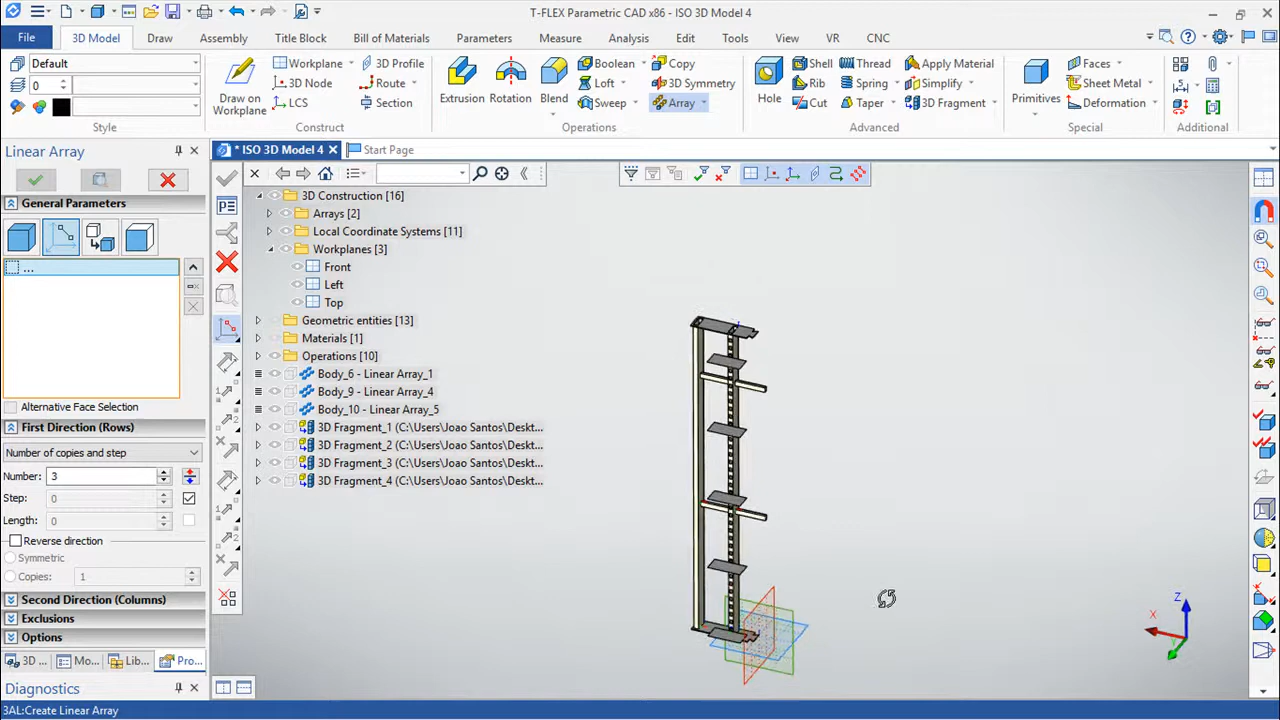 T-FLEX Parametric CAD x86 - ISO 3D Model 4
File
3D Model
Draw
Assembly
Title Block
Bill of Materials
Parameters
Measure
Analysis
Edit
Tools
View
VR
CNC
Default
0
Style
Draw on
Workplane
Workplane
3D Node
LCS
3D Profile
Route
Section
Construct
Extrusion
Rotation
Blend
Boolean
Loft
Sweep
Copy
3D Symmetry
Array
Operations
Hole
Shell
Rib
Cut
Thread
Spring
Taper
Apply Material
Simplify
3D Fragment
Advanced
Primitives
Faces
Sheet Metal
Deformation
Special
Additional
Linear Array
* ISO 3D Model 4
Start Page
General Parameters
...
Alternative Face Selection
First Direction (Rows)
Number of copies and step
Number:
3
Step:
0
Length:
0
Reverse direction
Symmetric
Copies:
1
Second Direction (Columns)
Exclusions
Options
3D ...
Mo...
Lib...
Pro...
Diagnostics
3D Construction [16]
Arrays [2]
Local Coordinate Systems [11]
Workplanes [3]
Front
Left
Top
Geometric entities [13]
Materials [1]
Operations [10]
Body_6 - Linear Array_1
Body_9 - Linear Array_4
Body_10 - Linear Array_5
3D Fragment_1 (C:\Users\Joao Santos\Deskt...
3D Fragment_2 (C:\Users\Joao Santos\Deskt...
3D Fragment_3 (C:\Users\Joao Santos\Deskt...
3D Fragment_4 (C:\Users\Joao Santos\Deskt...
Z
X
Y
3AL:Create Linear Array